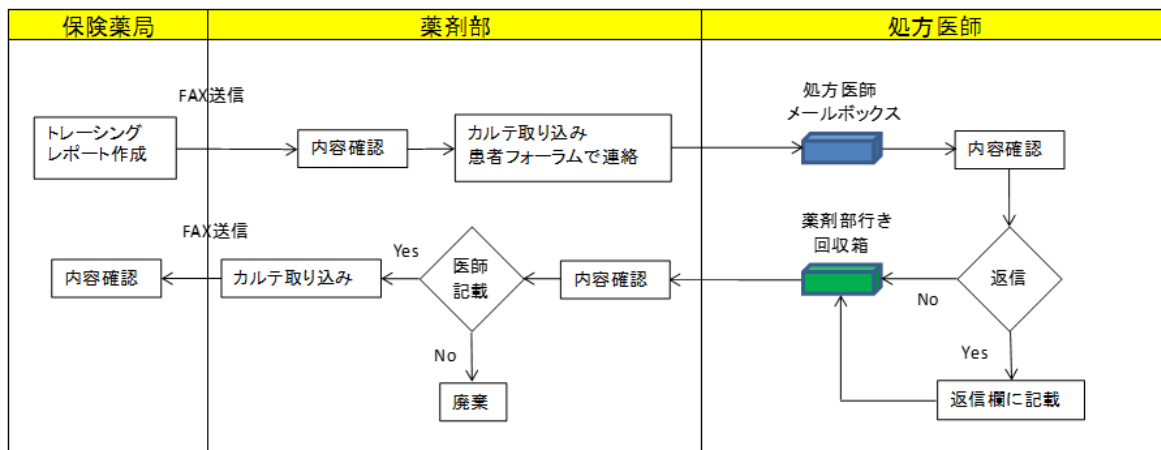 保険薬局
薬剤部
処方医師
FAX送信
トレーシング
レポート作成
内容確認
カルテ取り込み
患者フォーラムで連絡
処方医師
メールボックス
内容確認
FAX送信
内容確認
カルテ取り込み
Yes
医師
記載
No
廃棄
内容確認
薬剤部行き
回収箱
No
返信
Yes
返信欄に記載